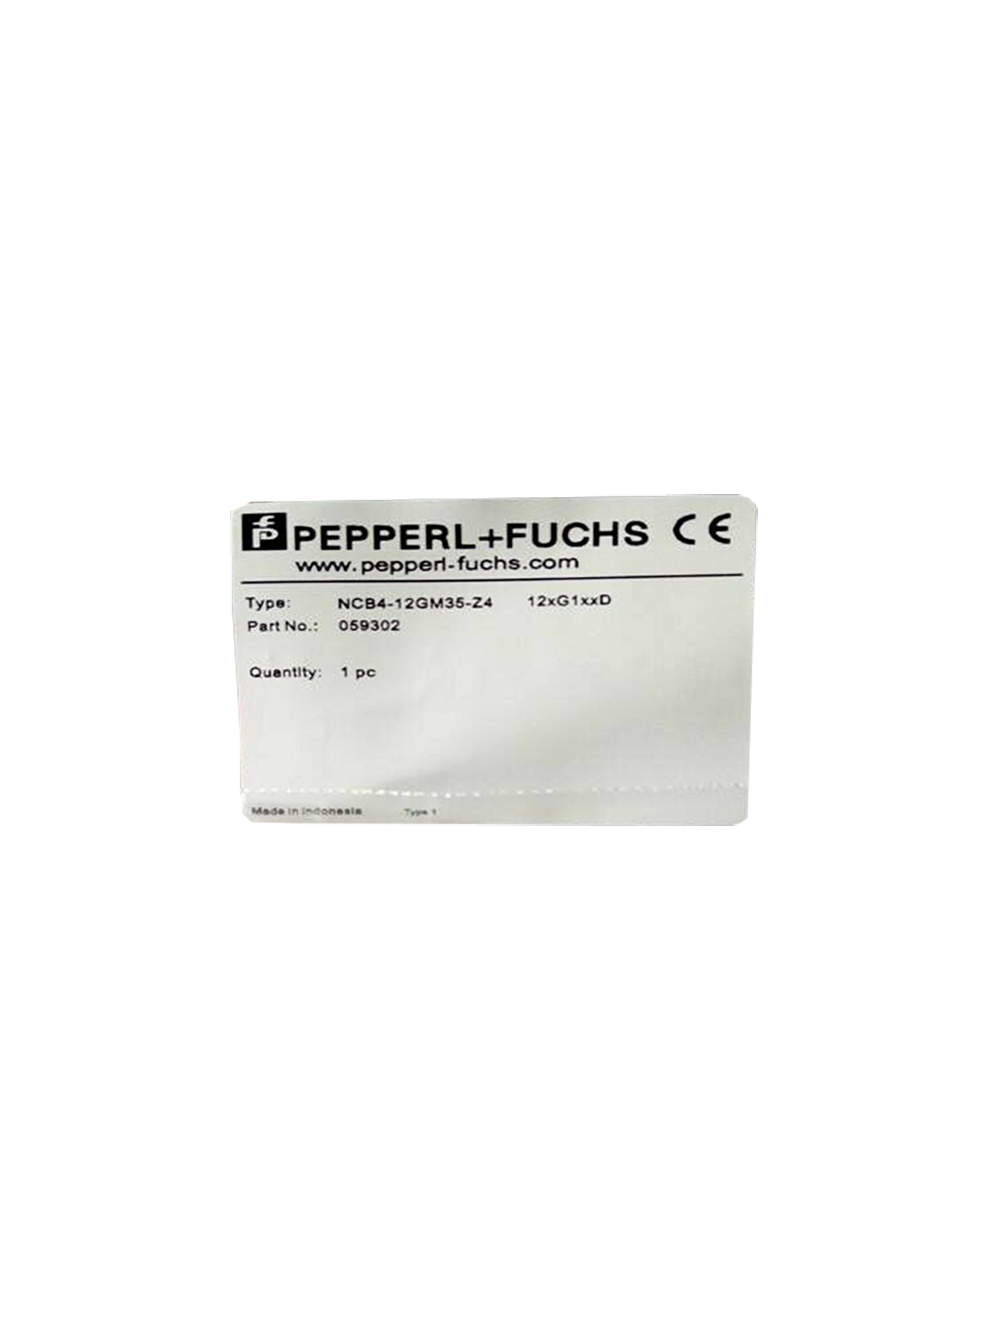 fp PEPPERL+FUCHS CE
www.pepperl-fuchs.com
Type: NCB4-12GM35-Z4 12xG1xxD
Part No.: 059302
Quantity: 1 pc
Made in Indonesia Type 1